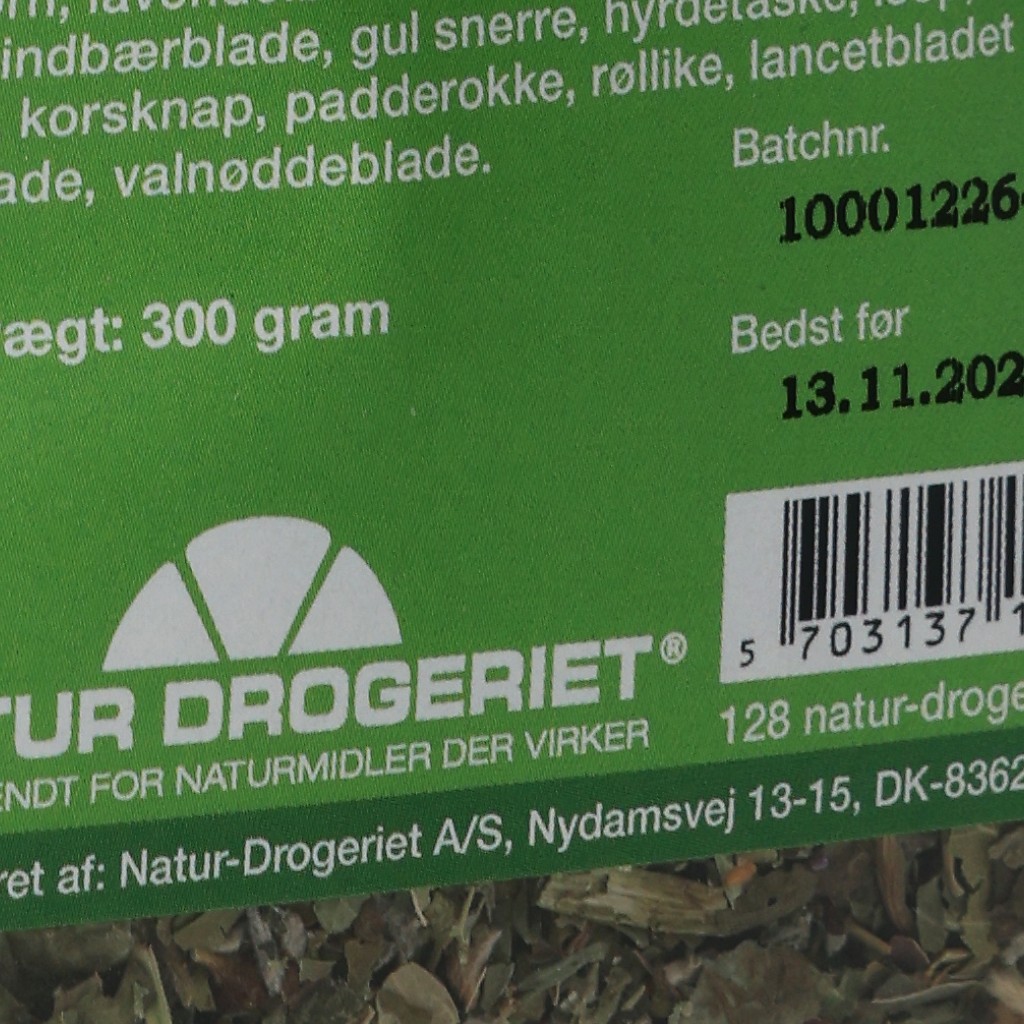 indbærblade, gul snerre, hyrdetaske,
korsknap, padderokke, røllike, lancetbladet
ade, valnøddeblade.
Batchnr.
10001226
ægt: 300 gram
Bedst før
13.11.202
TUR DROGERIET®
ENDT FOR NATURMIDLER DER VIRKER
5 703137 1
128 natur-droge
ret af: Natur-Drogeriet A/S, Nydamsvej 13-15, DK-8362